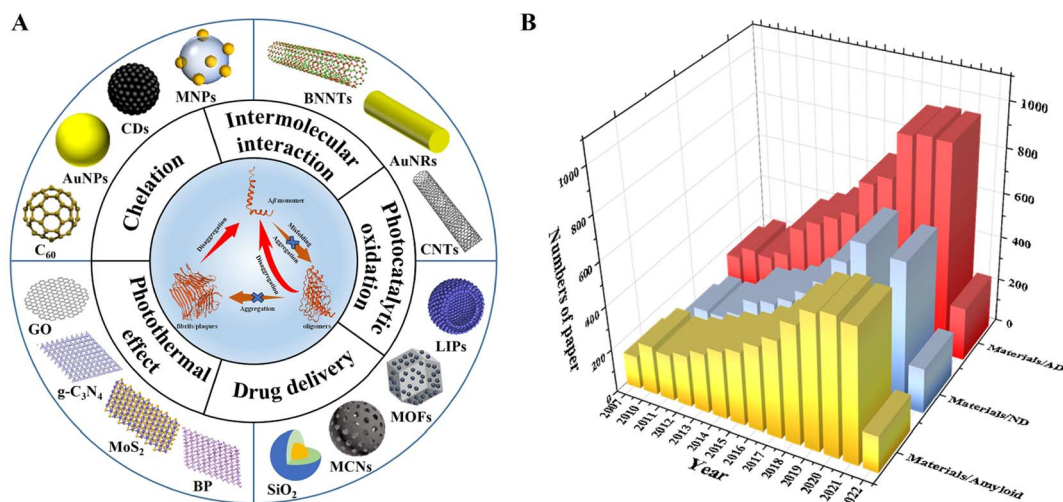 A
MNPs
CDs
AuNPs
C60
BNNTs
AuNRs
CNTs
Chelation
Intermolecular
interaction
Photocatalytic
oxidation
Drug delivery
Photothermal
effect
Aβ monomer
Misfolding
Aggregation
Disaggregation
Disaggregation
Aggregation
fibrils/plaques
oligomers
GO
g-C3N4
MoS2
BP
SiO2
MCNs
MOFs
LIPs
B
1000
800
600
400
200
0
Numbers of paper
1000
800
600
400
200
0
2007
2010
2011
2012
2013
2014
2015
2016
2017
2018
2019
2020
2021
2022
Year
Materials/AD
Materials/ND
Materials/Amyloid